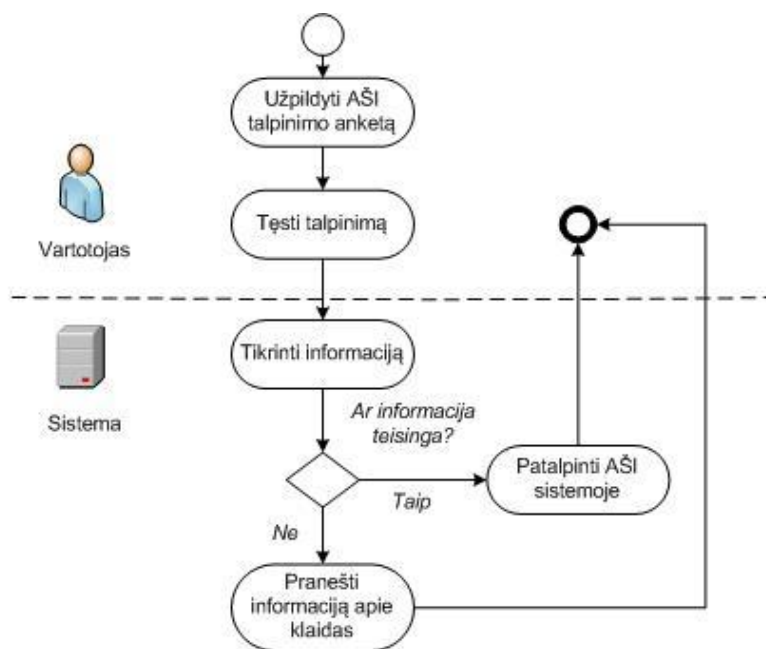 Užpildyti AŠI
talpinimo anketą
Tęsti talpinimą
Vartotojas
Tikrinti informaciją
Sistema
Ar informacija
teisinga?
Patalpinti AŠI
sistemoje
Taip
Ne
Pranešti
informaciją apie
klaidas